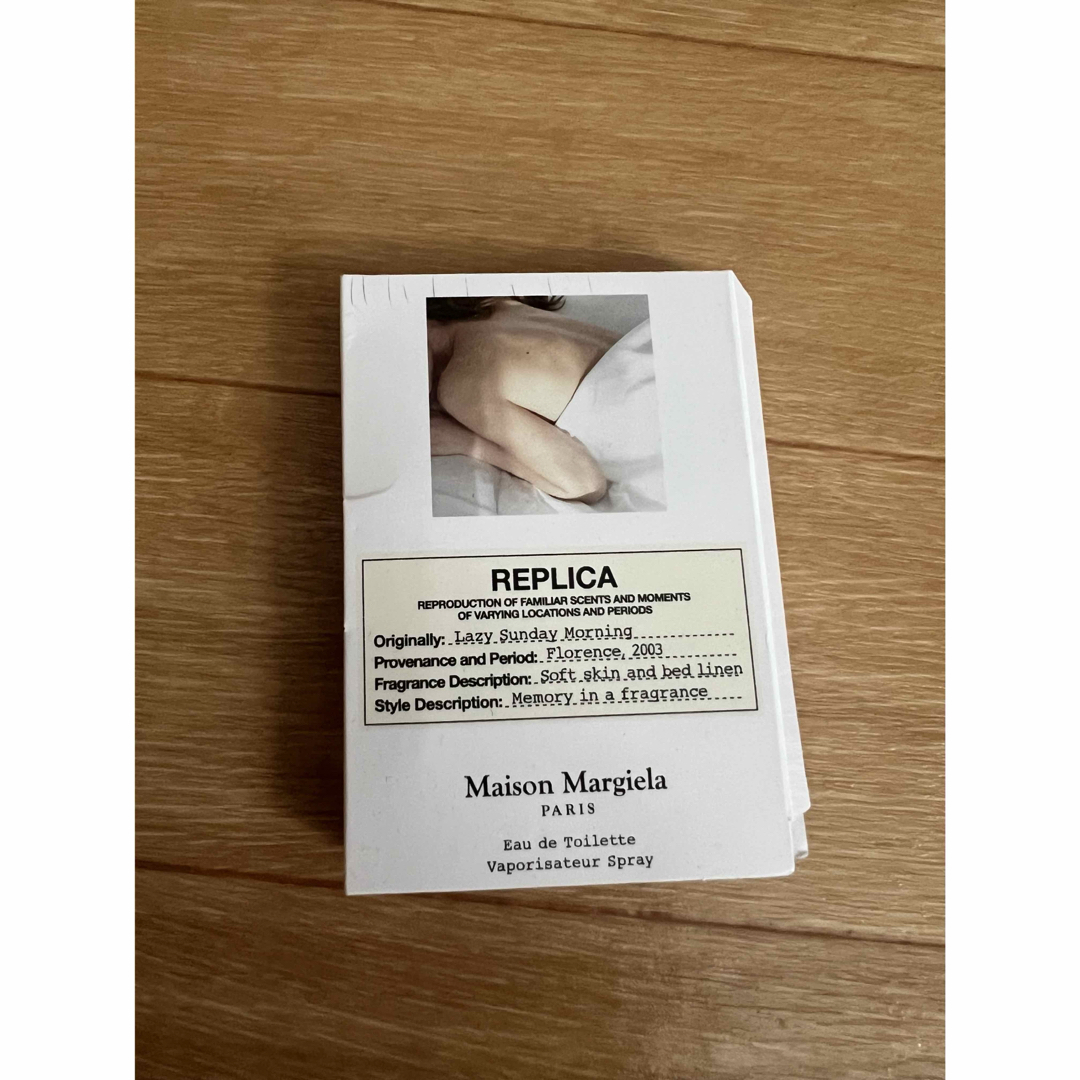 REPLICA
REPRODUCTION OF FAMILIAR SCENTS AND MOMENTS
OF VARYING LOCATIONS AND PERIODS
Originally: Lazy Sunday Morning
Provenance and Period: Florence, 2003
Fragrance Description: Soft skin and bed linen
Style Description: Memory in a fragrance
Maison Margiela
PARIS
Eau de Toilette
Vaporisateur Spray